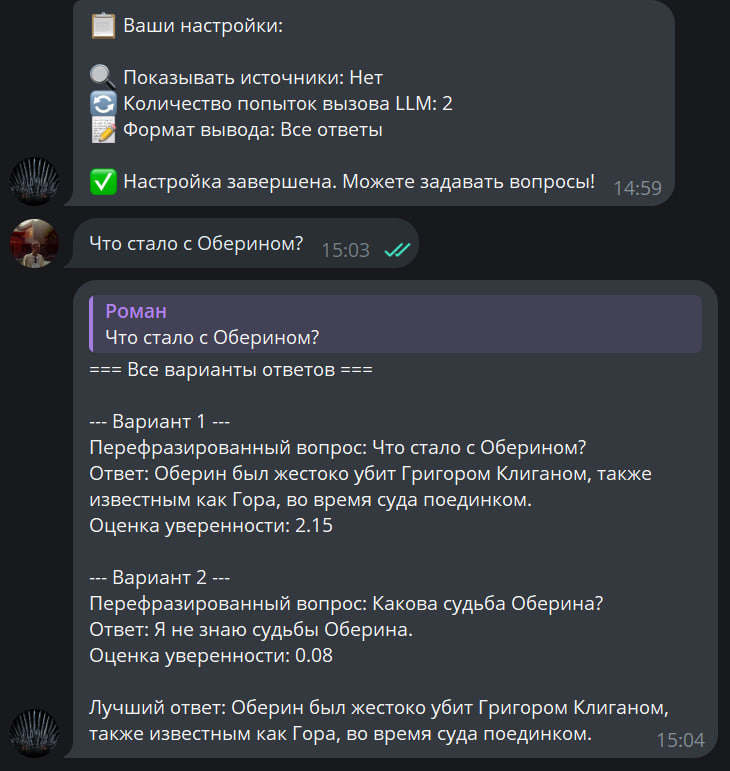 📋 Ваши настройки:
🔍 Показывать источники: Нет
🔄 Количество попыток вызова LLM: 2
📝 Формат вывода: Все ответы
✅ Настройка завершена. Можете задавать вопросы! 14:59
Что стало с Оберином? 15:03
Роман
Что стало с Оберином?
=== Все варианты ответов ===
--- Вариант 1 ---
Перефразированный вопрос: Что стало с Оберином?
Ответ: Оберин был жестоко убит Григором Клиганом, также
известным как Гора, во время суда поединком.
Оценка уверенности: 2.15
--- Вариант 2 ---
Перефразированный вопрос: Какова судьба Оберина?
Ответ: Я не знаю судьбы Оберина.
Оценка уверенности: 0.08
Лучший ответ: Оберин был жестоко убит Григором Клиганом,
также известным как Гора, во время суда поединком. 15:04